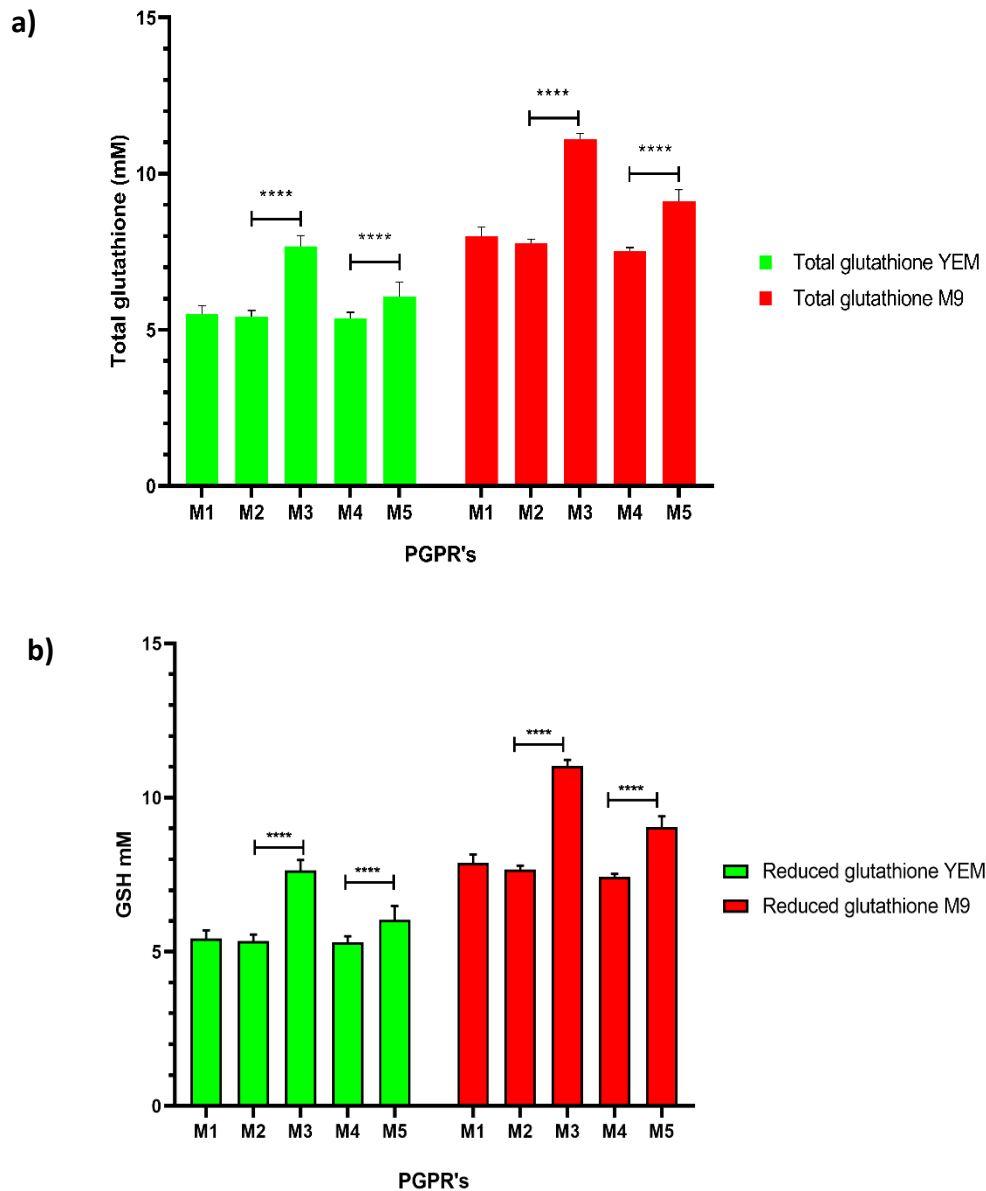 a)
15
10
5
0
Total glutathione (mM)
****
****
****
****
M1 M2 M3 M4 M5 M1 M2 M3 M4 M5
PGPR's
Total glutathione YEM
Total glutathione M9
b)
15
10
5
0
GSH mM
****
****
****
****
M1 M2 M3 M4 M5 M1 M2 M3 M4 M5
PGPR's
Reduced glutathione YEM
Reduced glutathione M9